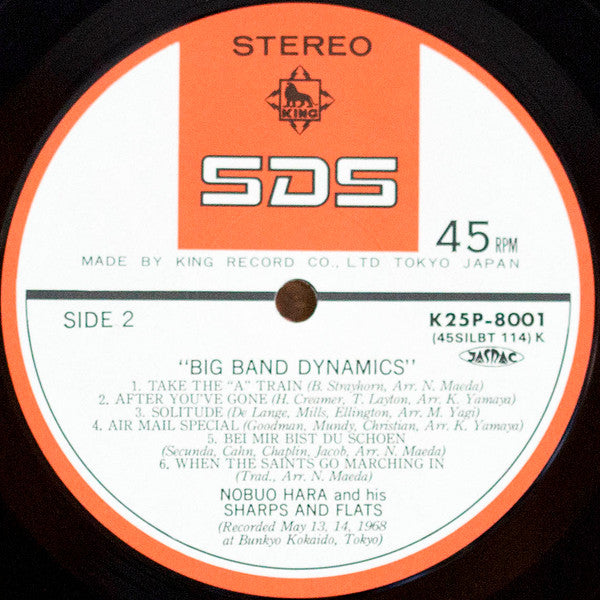 STEREO
KING
SDS
45 RPM
MADE BY KING RECORD CO., LTD TOKYO JAPAN
SIDE 2
K25P-8001
(45SILBT 114) K
JASRAC
"BIG BAND DYNAMICS"
1. TAKE THE "A" TRAIN (B. Strayhorn, Arr. N. Maeda)
2. AFTER YOU'VE GONE (H. Creamer, T. Layton, Arr. K. Yamaya)
3. SOLITUDE (De Lange, Mills, Ellington, Arr. M. Yagi)
4. AIR MAIL SPECIAL (Goodman, Mundy, Christian, Arr. K. Yamaya)
5. BEI MIR BIST DU SCHOEN
(Secunda, Cahn, Chaplin, Jacob, Arr. N. Maeda)
6. WHEN THE SAINTS GO MARCHING IN
(Trad., Arr. N. Maeda)
NOBUO HARA and his
SHARPS AND FLATS
(Recorded May 13, 14, 1968
at Bunkyo Kokaido, Tokyo)